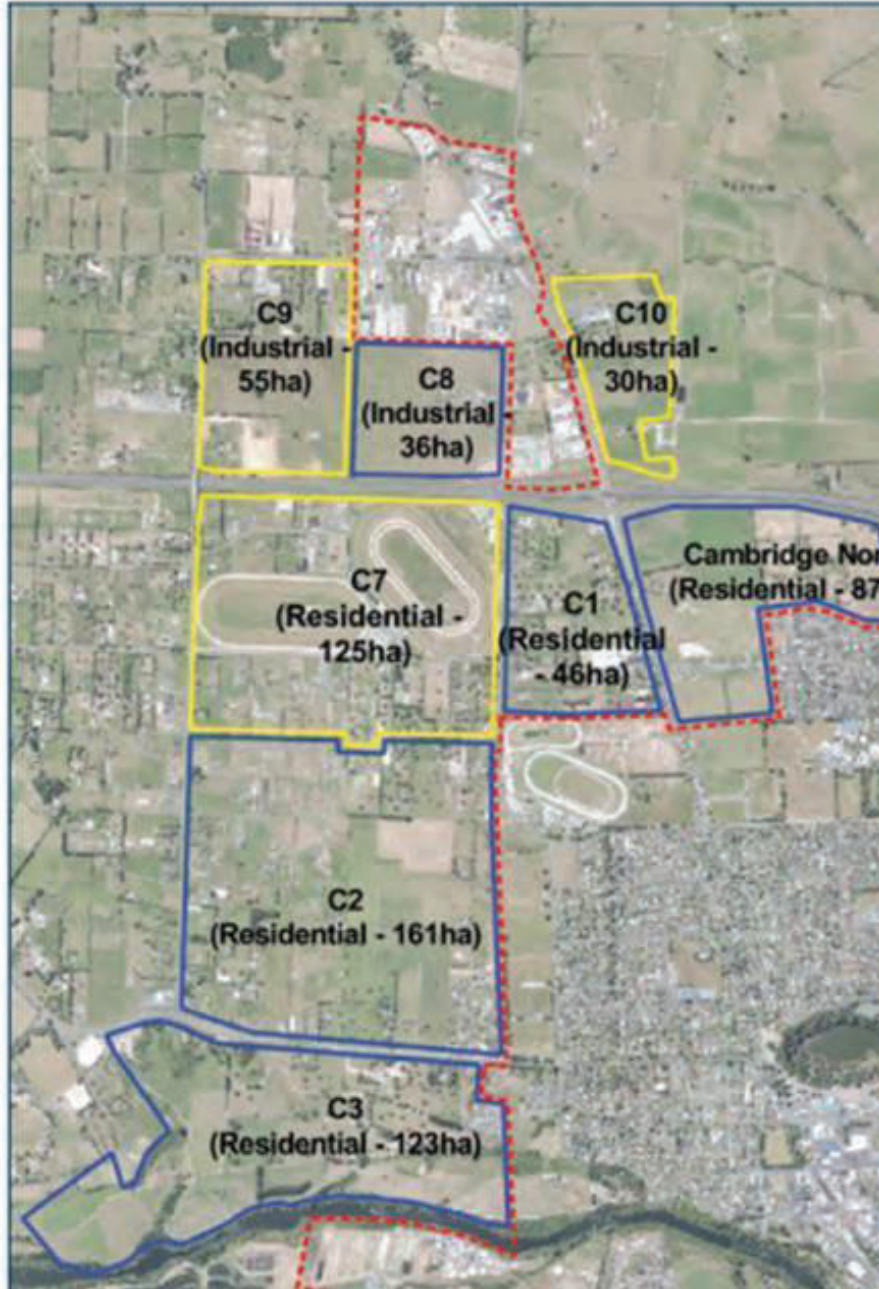 C9
(Industrial -
55ha)
C10
(Industrial -
30ha)
C8
(Industrial -
36ha)
C7
(Residential -
125ha)
C1
(Residential
- 46ha)
Cambridge Nor
(Residential - 87
C2
(Residential - 161ha)
C3
(Residential - 123ha)